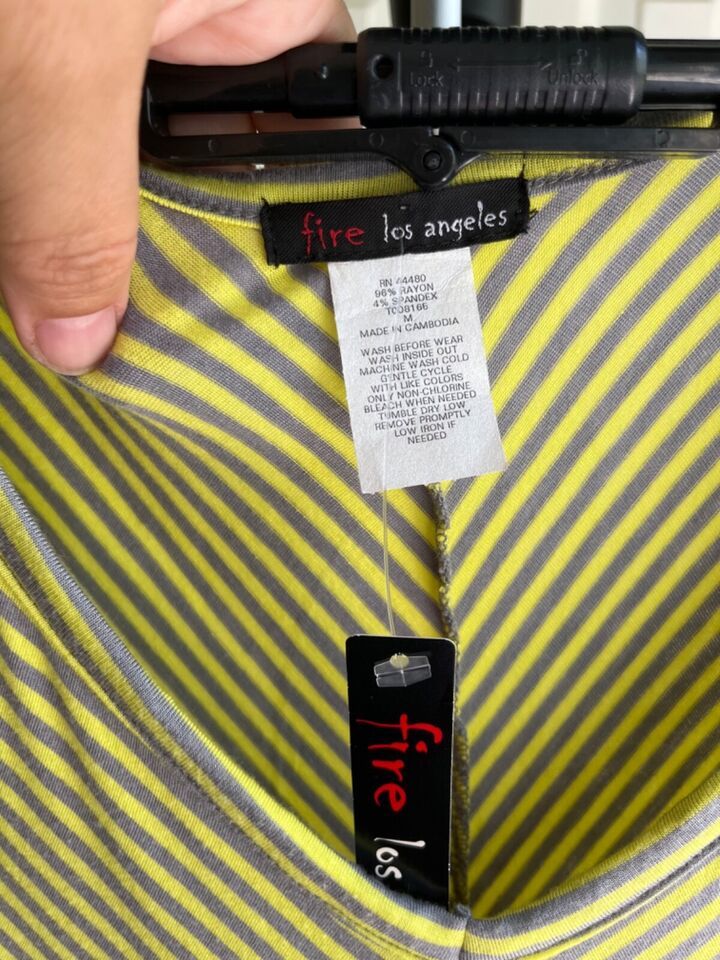 Lock Unlock
fire los angeles
RN 44480
96% RAYON
4% SPANDEX
T008166
M
MADE IN CAMBODIA
WASH BEFORE WEAR
WASH INSIDE OUT
MACHINE WASH COLD
GENTLE CYCLE
WITH LIKE COLORS
ONLY NON-CHLORINE
BLEACH WHEN NEEDED
TUMBLE DRY LOW
REMOVE PROMPTLY
LOW IRON IF
NEEDED
fire los